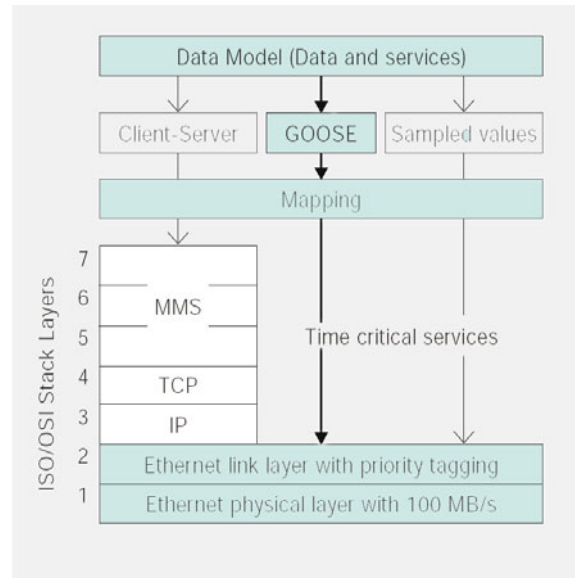 Data Model (Data and services)
Client-Server
GOOSE
Sampled values
Mapping
ISO/OSI Stack Layers
7
6
MMS
5
Time critical services
4
TCP
3
IP
2
Ethernet link layer with priority tagging
1
Ethernet physical layer with 100 MB/s